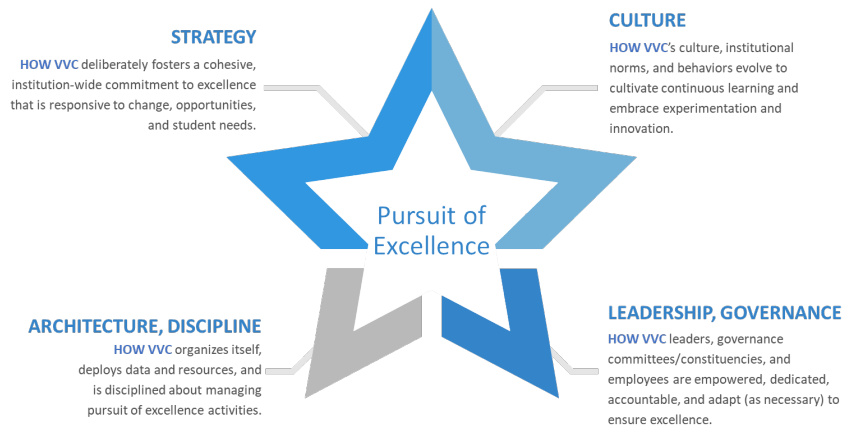 STRATEGY
HOW VVC deliberately fosters a cohesive,
institution-wide commitment to excellence
that is responsive to change, opportunities,
and student needs.
CULTURE
HOW VVC's culture, institutional
norms, and behaviors evolve to
cultivate continuous learning and
embrace experimentation and
innovation.
Pursuit of
Excellence
ARCHITECTURE, DISCIPLINE
HOW VVC organizes itself,
deploys data and resources, and
is disciplined about managing
pursuit of excellence activities.
LEADERSHIP, GOVERNANCE
HOW VVC leaders, governance
committees/constituencies, and
employees are empowered, dedicated,
accountable, and adapt (as necessary) to
ensure excellence.